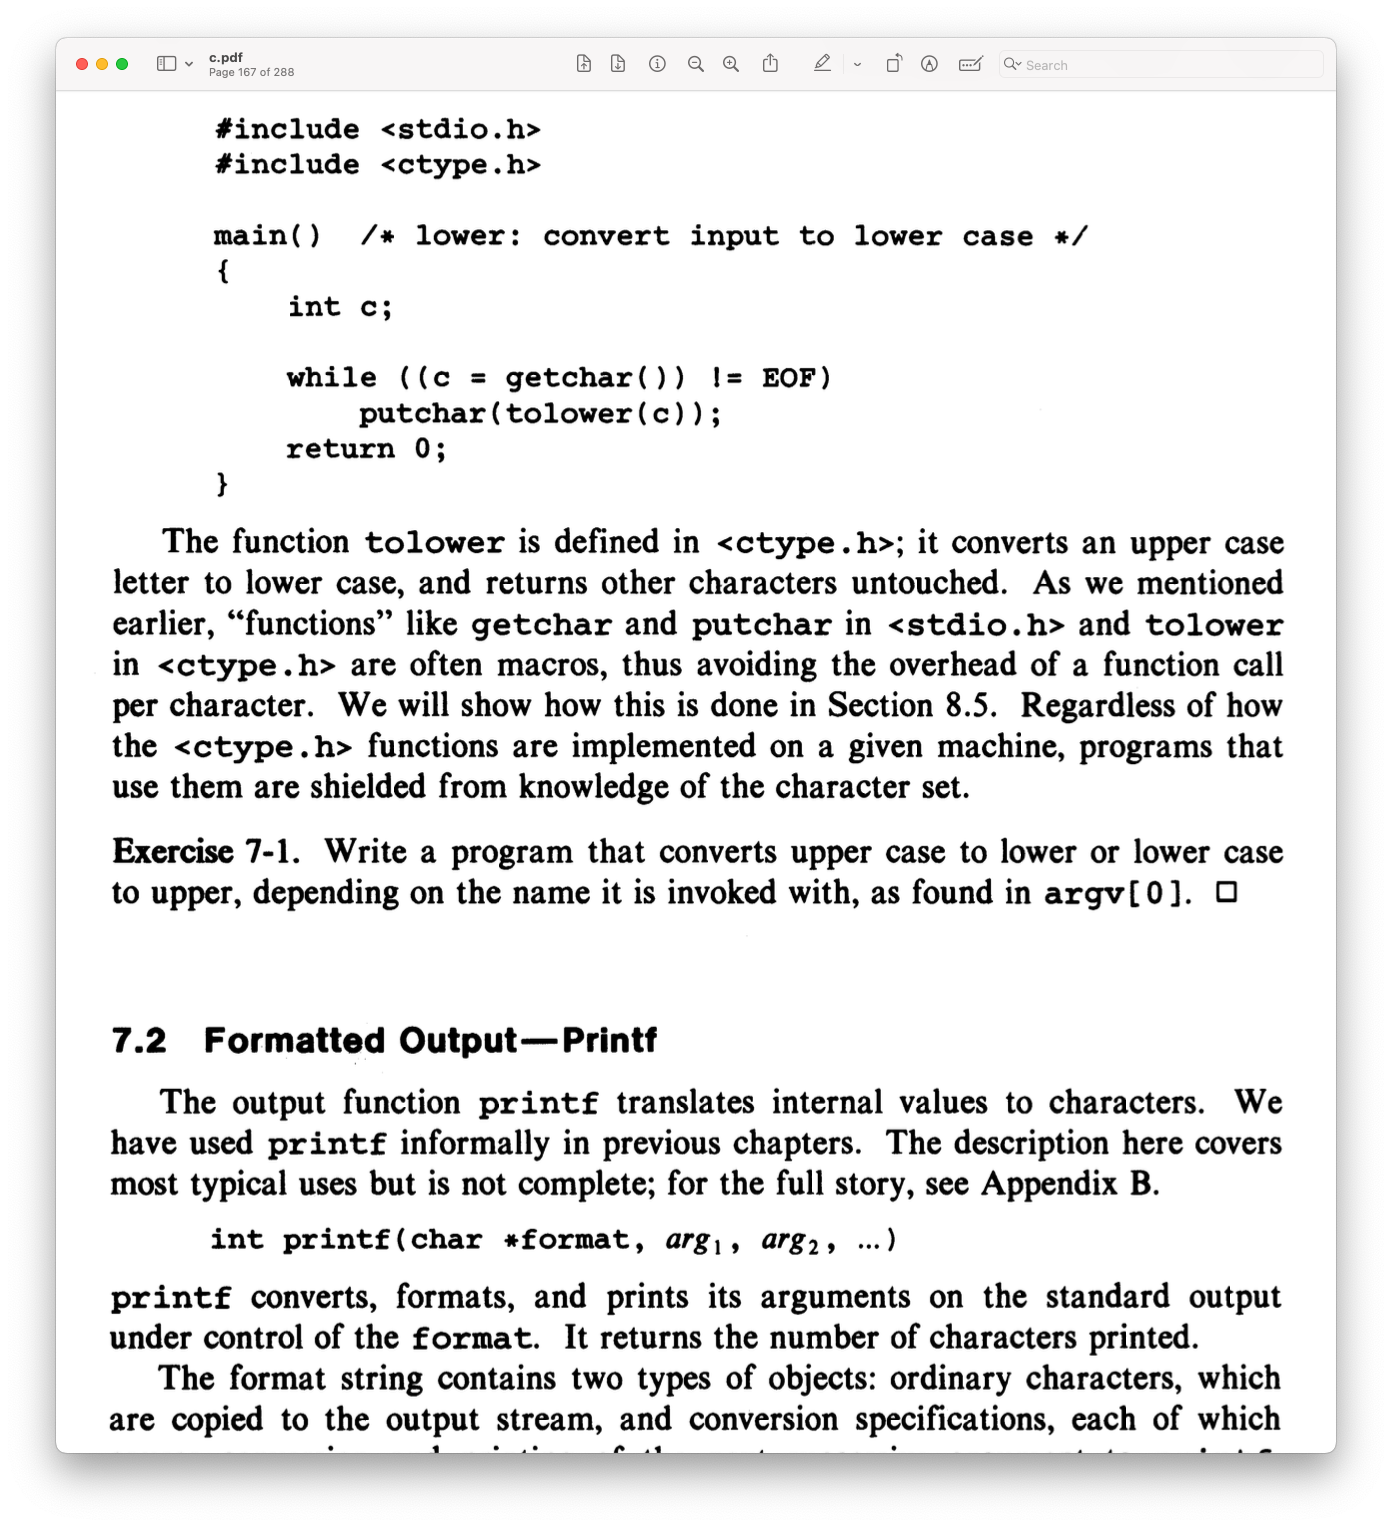 c.pdf
Page 167 of 288
Search
#include <stdio.h>
#include <ctype.h>
main()  /* lower: convert input to lower case */
{
    int c;
    while ((c = getchar()) != EOF)
        putchar(tolower(c));
    return 0;
}
The function tolower is defined in <ctype.h>; it converts an upper case
letter to lower case, and returns other characters untouched. As we mentioned
earlier, “functions” like getchar and putchar in <stdio.h> and tolower
in <ctype.h> are often macros, thus avoiding the overhead of a function call
per character. We will show how this is done in Section 8.5. Regardless of how
the <ctype.h> functions are implemented on a given machine, programs that
use them are shielded from knowledge of the character set.
Exercise 7-1. Write a program that converts upper case to lower or lower case
to upper, depending on the name it is invoked with, as found in argv[0]. □
7.2 Formatted Output—Printf
The output function printf translates internal values to characters. We
have used printf informally in previous chapters. The description here covers
most typical uses but is not complete; for the full story, see Appendix B.
int printf(char *format, arg₁, arg₂, ...)
printf converts, formats, and prints its arguments on the standard output
under control of the format. It returns the number of characters printed.
The format string contains two types of objects: ordinary characters, which
are copied to the output stream, and conversion specifications, each of which